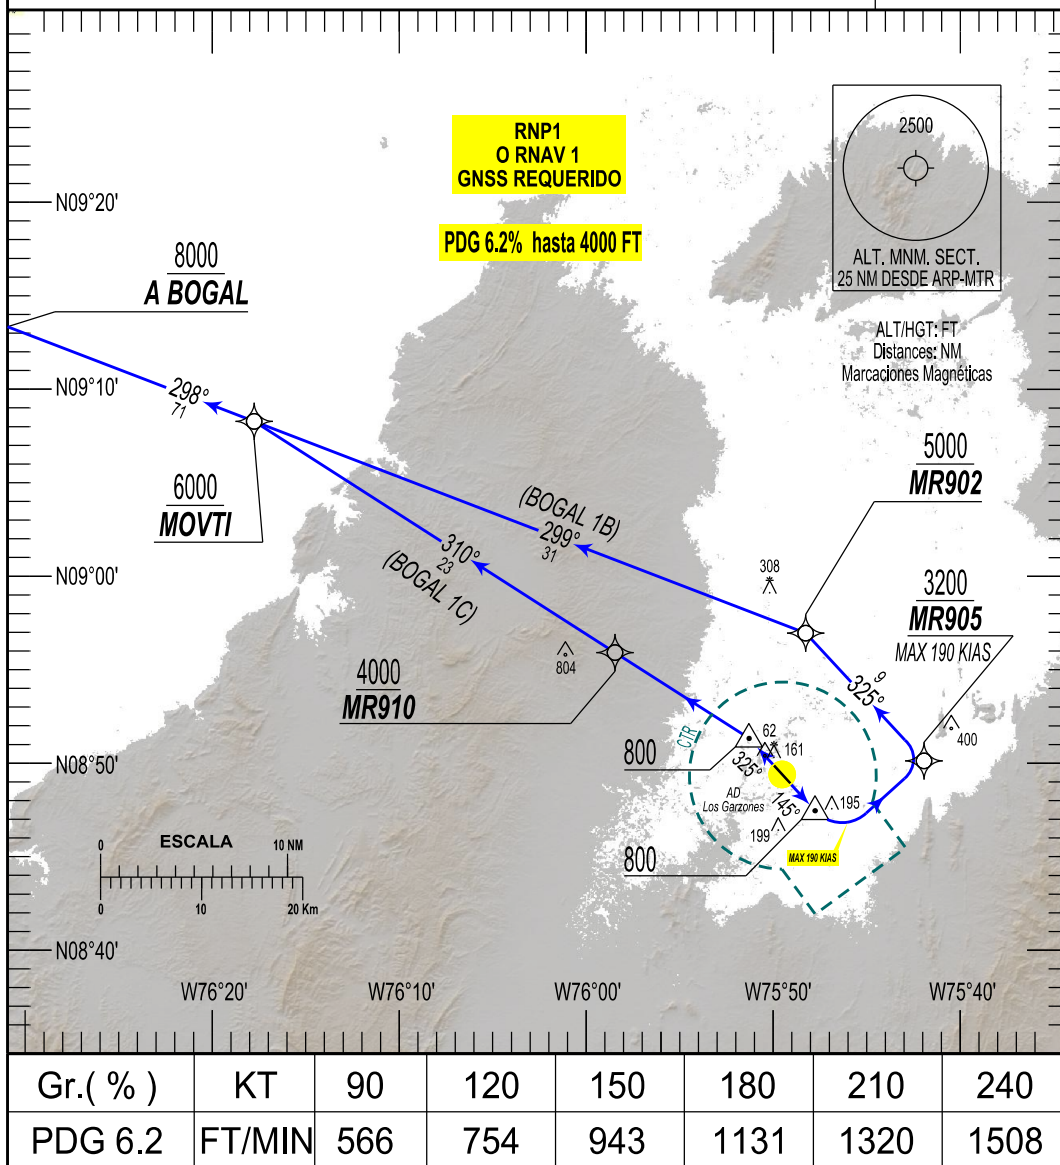 RNP1
O RNAV 1
GNSS REQUERIDO
PDG 6.2% hasta 4000 FT
2500
ALT. MNM. SECT.
25 NM DESDE ARP-MTR
ALT/HGT: FT
Distances: NM
Marcaciones Magnéticas
N09°20'
8000
A BOGAL
N09°10'
298°
71
6000
MOVTI
5000
MR902
(BOGAL 1B)
299°
31
310°
23
(BOGAL 1C)
N09°00'
308
3200
MR905
MAX 190 KIAS
804
4000
MR910
9
325°
400
CTR
62
161
N08°50'
800
325°
AD
Los Garzones
145°
195
199
800
MAX 190 KIAS
ESCALA
0 10 NM
0 10 20 Km
N08°40'
W76°20' W76°10' W76°00' W75°50' W75°40'
Gr.( % ) KT 90 120 150 180 210 240
PDG 6.2 FT/MIN 566 754 943 1131 1320 1508